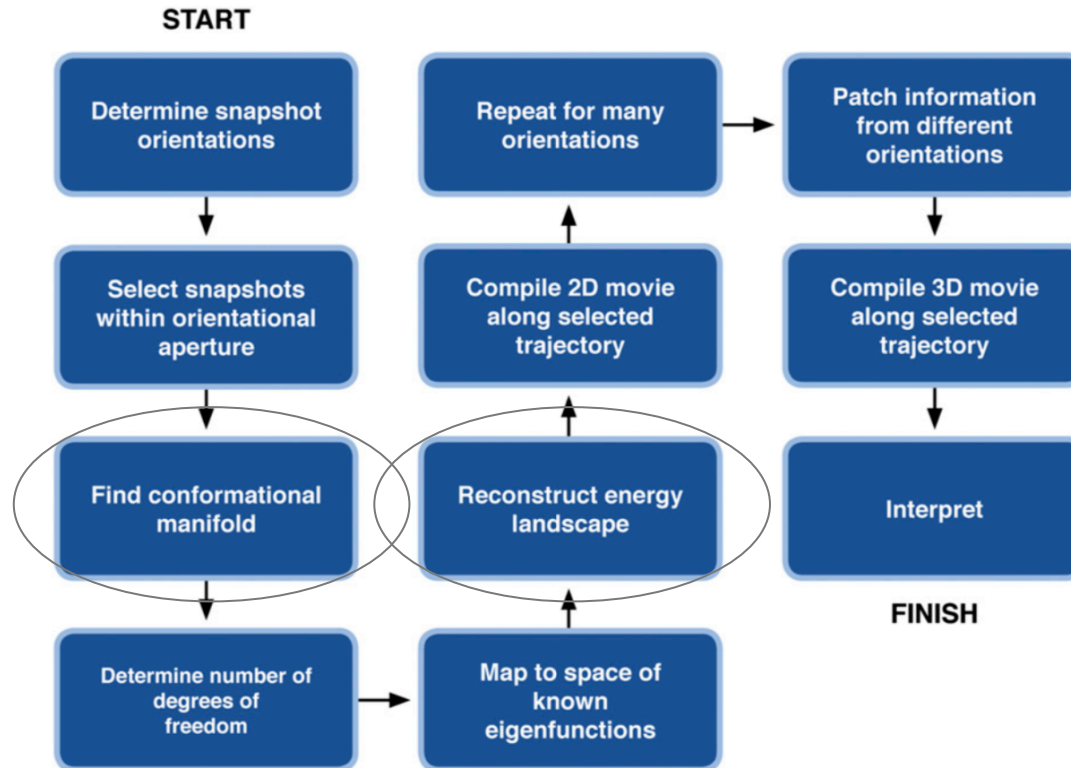 START
Determine snapshot
orientations
Select snapshots
within orientational
aperture
Find conformational
manifold
Determine number of
degrees of
freedom
Map to space of
known
eigenfunctions
Reconstruct energy
landscape
Compile 2D movie
along selected
trajectory
Repeat for many
orientations
Patch information
from different
orientations
Compile 3D movie
along selected
trajectory
Interpret
FINISH